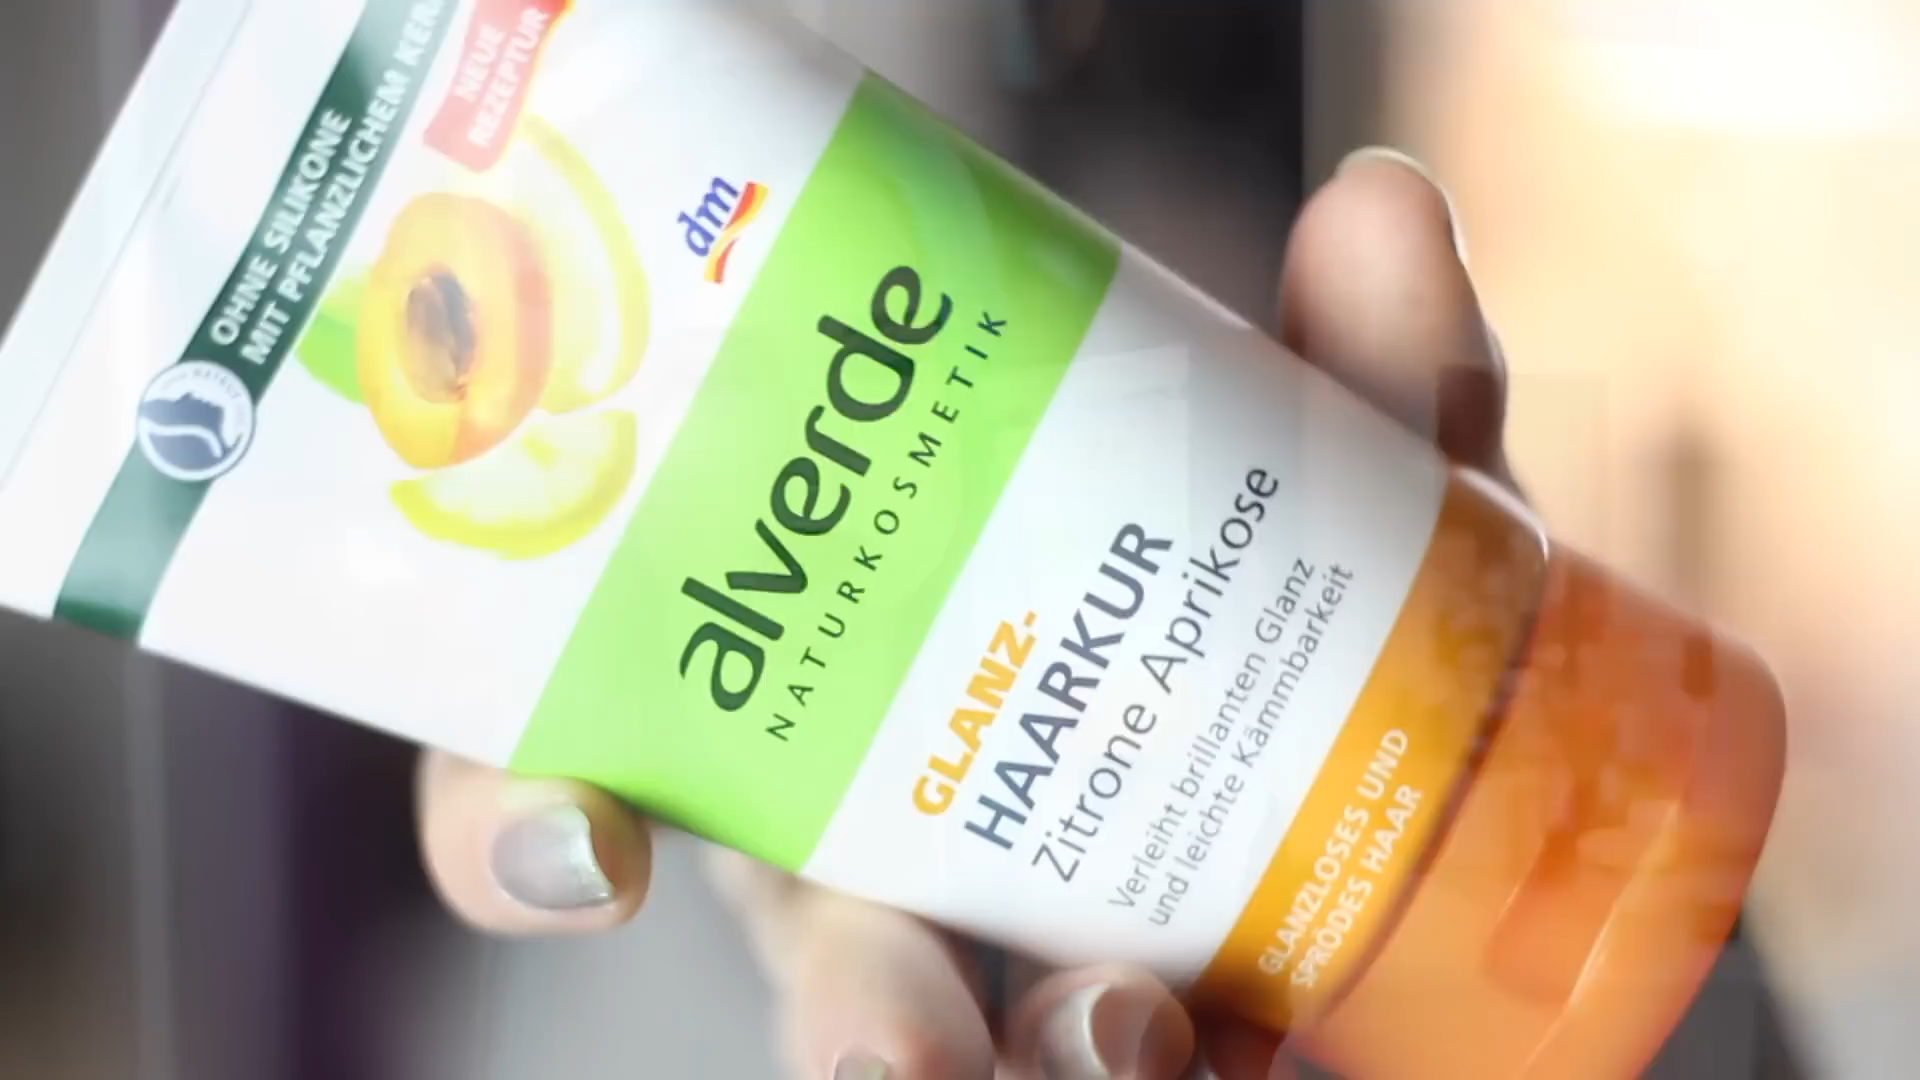 OHNE SILIKONE
MIT PFLANZLICHEM
NEUE
REZEPTUR
dm
alverde
NATURKOSMETIK
GLANZ-
HAARKUR
Zitrone Aprikose
Verleiht brillanten Glanz
und leichte Kämmbarkeit
GLANZLOSES UND
SPRÖDES HAAR